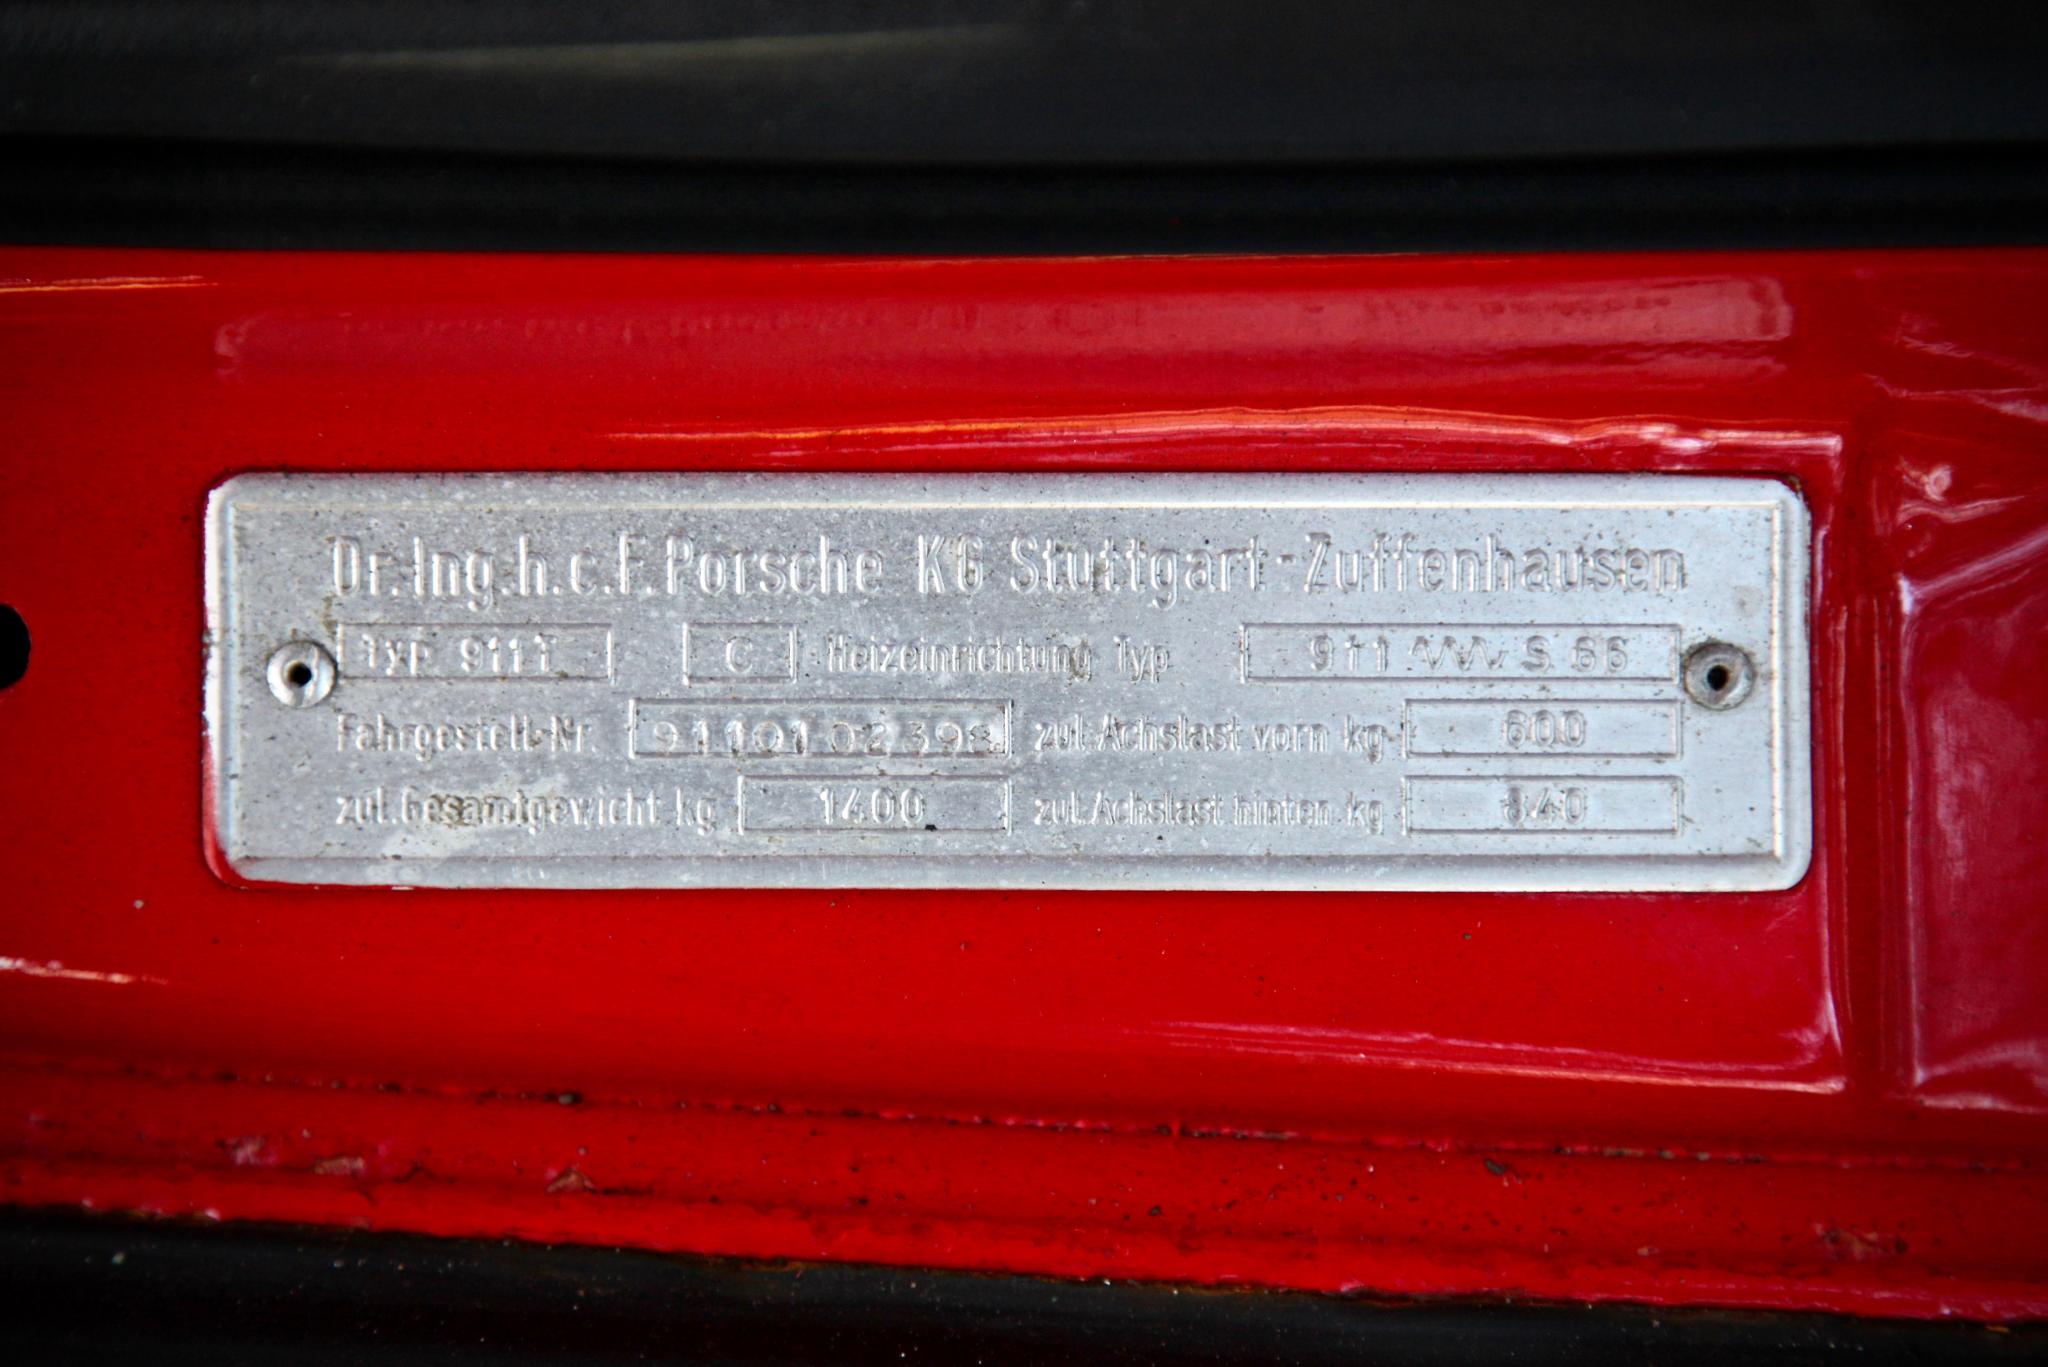 Dr.-Ing.h.c.F.Porsche KG Stuttgart-Zuffenhausen
Typ 911T C Heizeinrichtung Typ 911 S 66
Fahrgestell-Nr. 9110102398 zul.Achslast vorn kg 600
zul.Gesamtgewicht kg 1400 zul.Achslast hinten kg 840